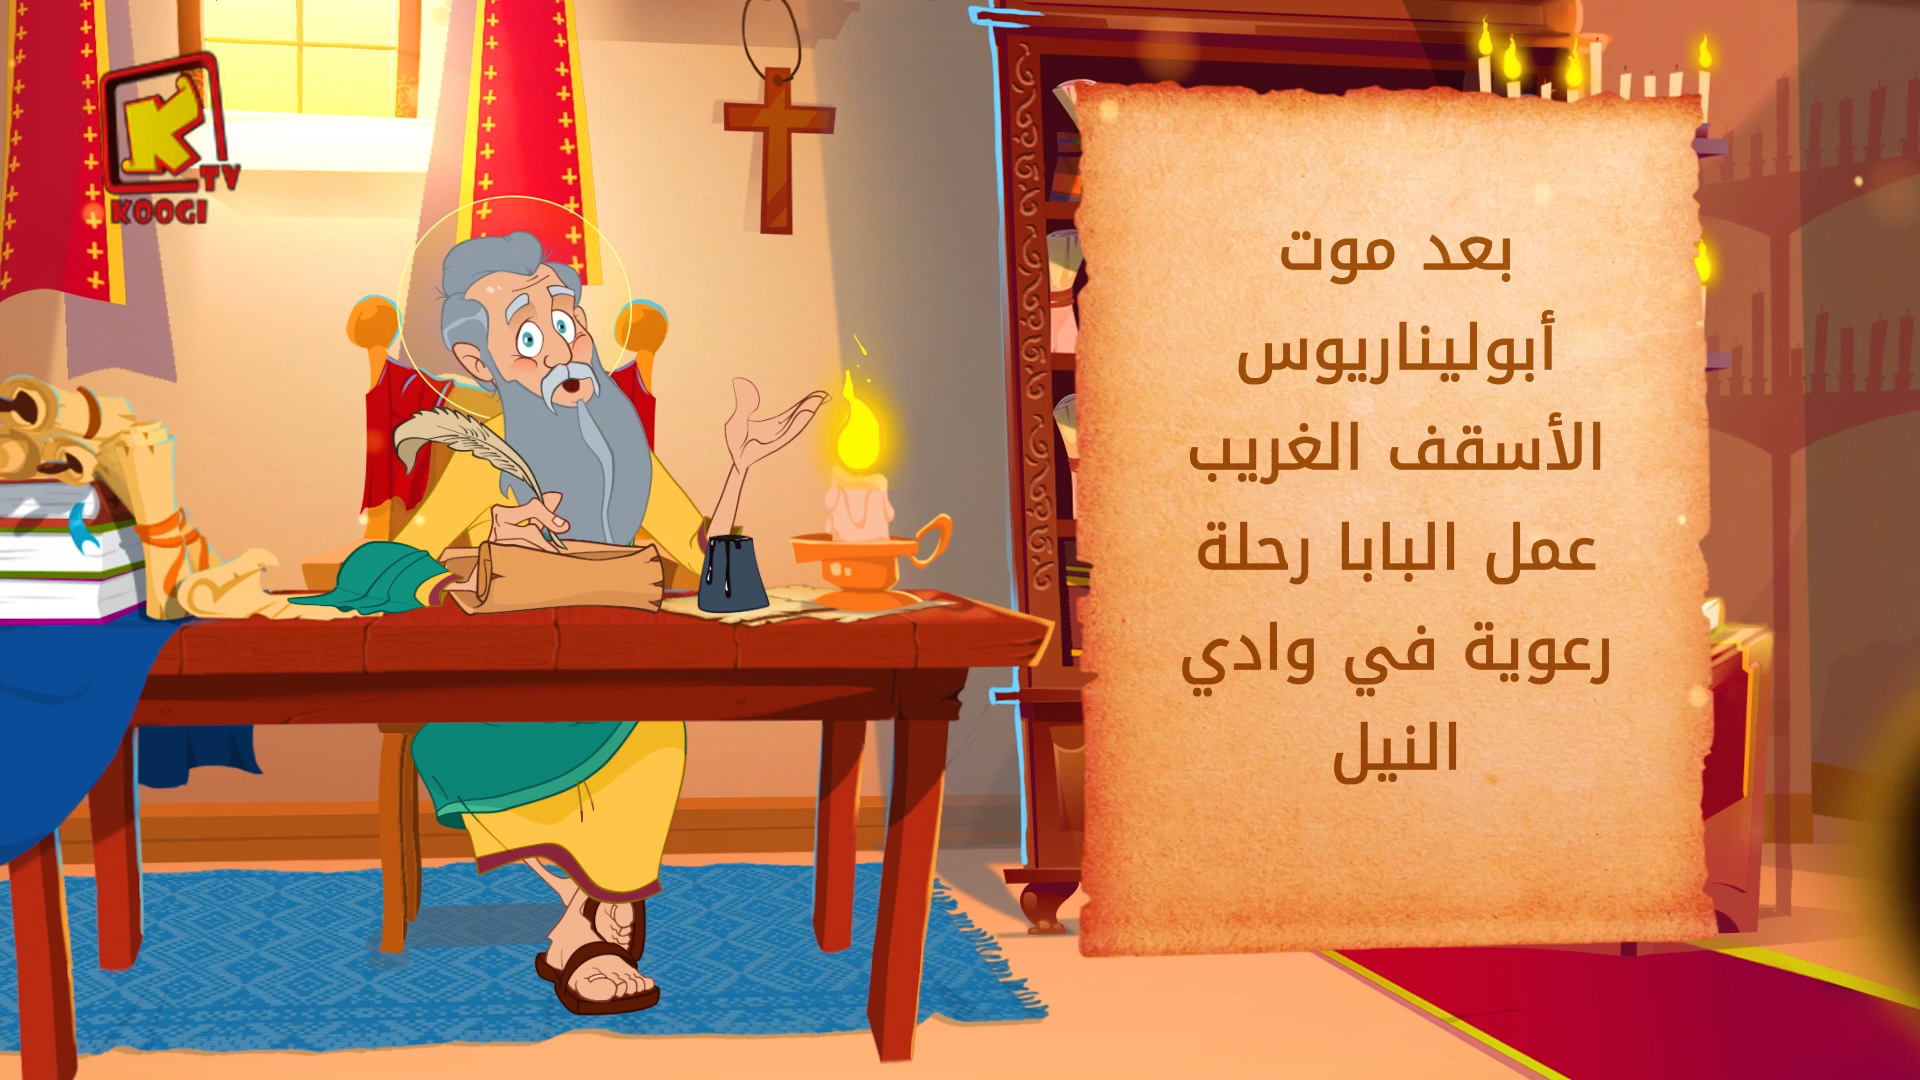 K
TV
KOOGI
بعد موت
أبوليناريوس
الأسقف الغريب
عمل البابا رحلة
رعوية في وادي
النيل